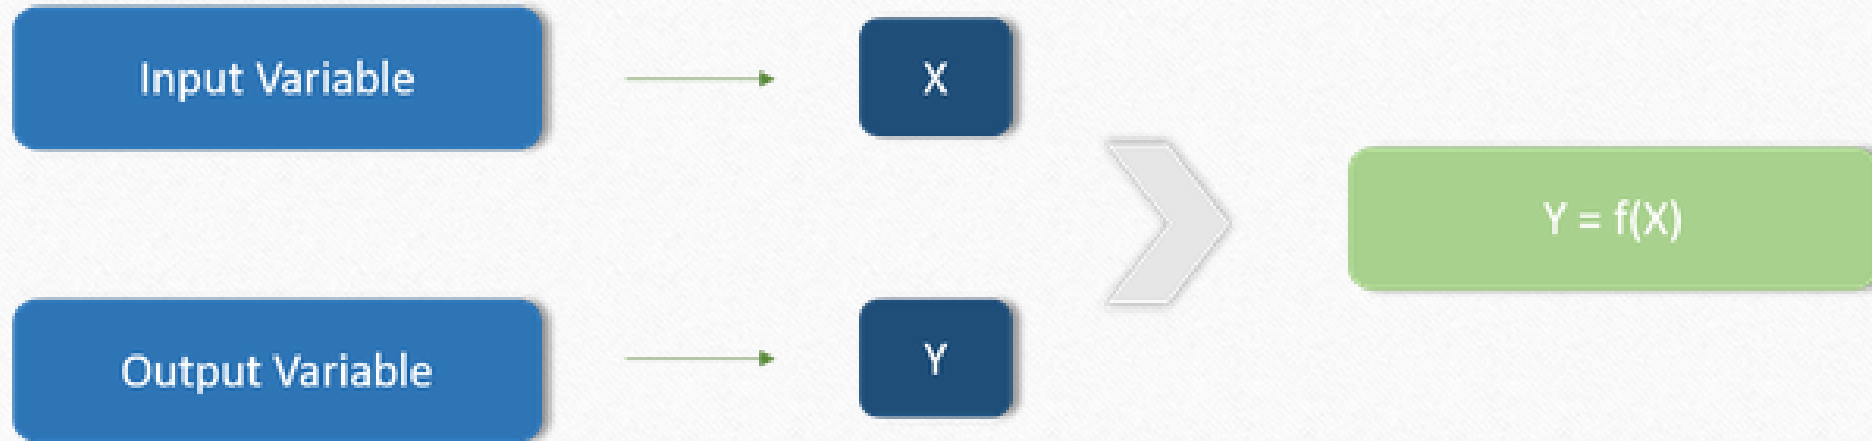 Input Variable
X
Y = f(X)
Output Variable
Y